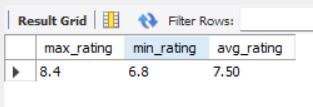 Result Grid Filter Rows:
max_rating min_rating avg_rating
8.4 6.8 7.50